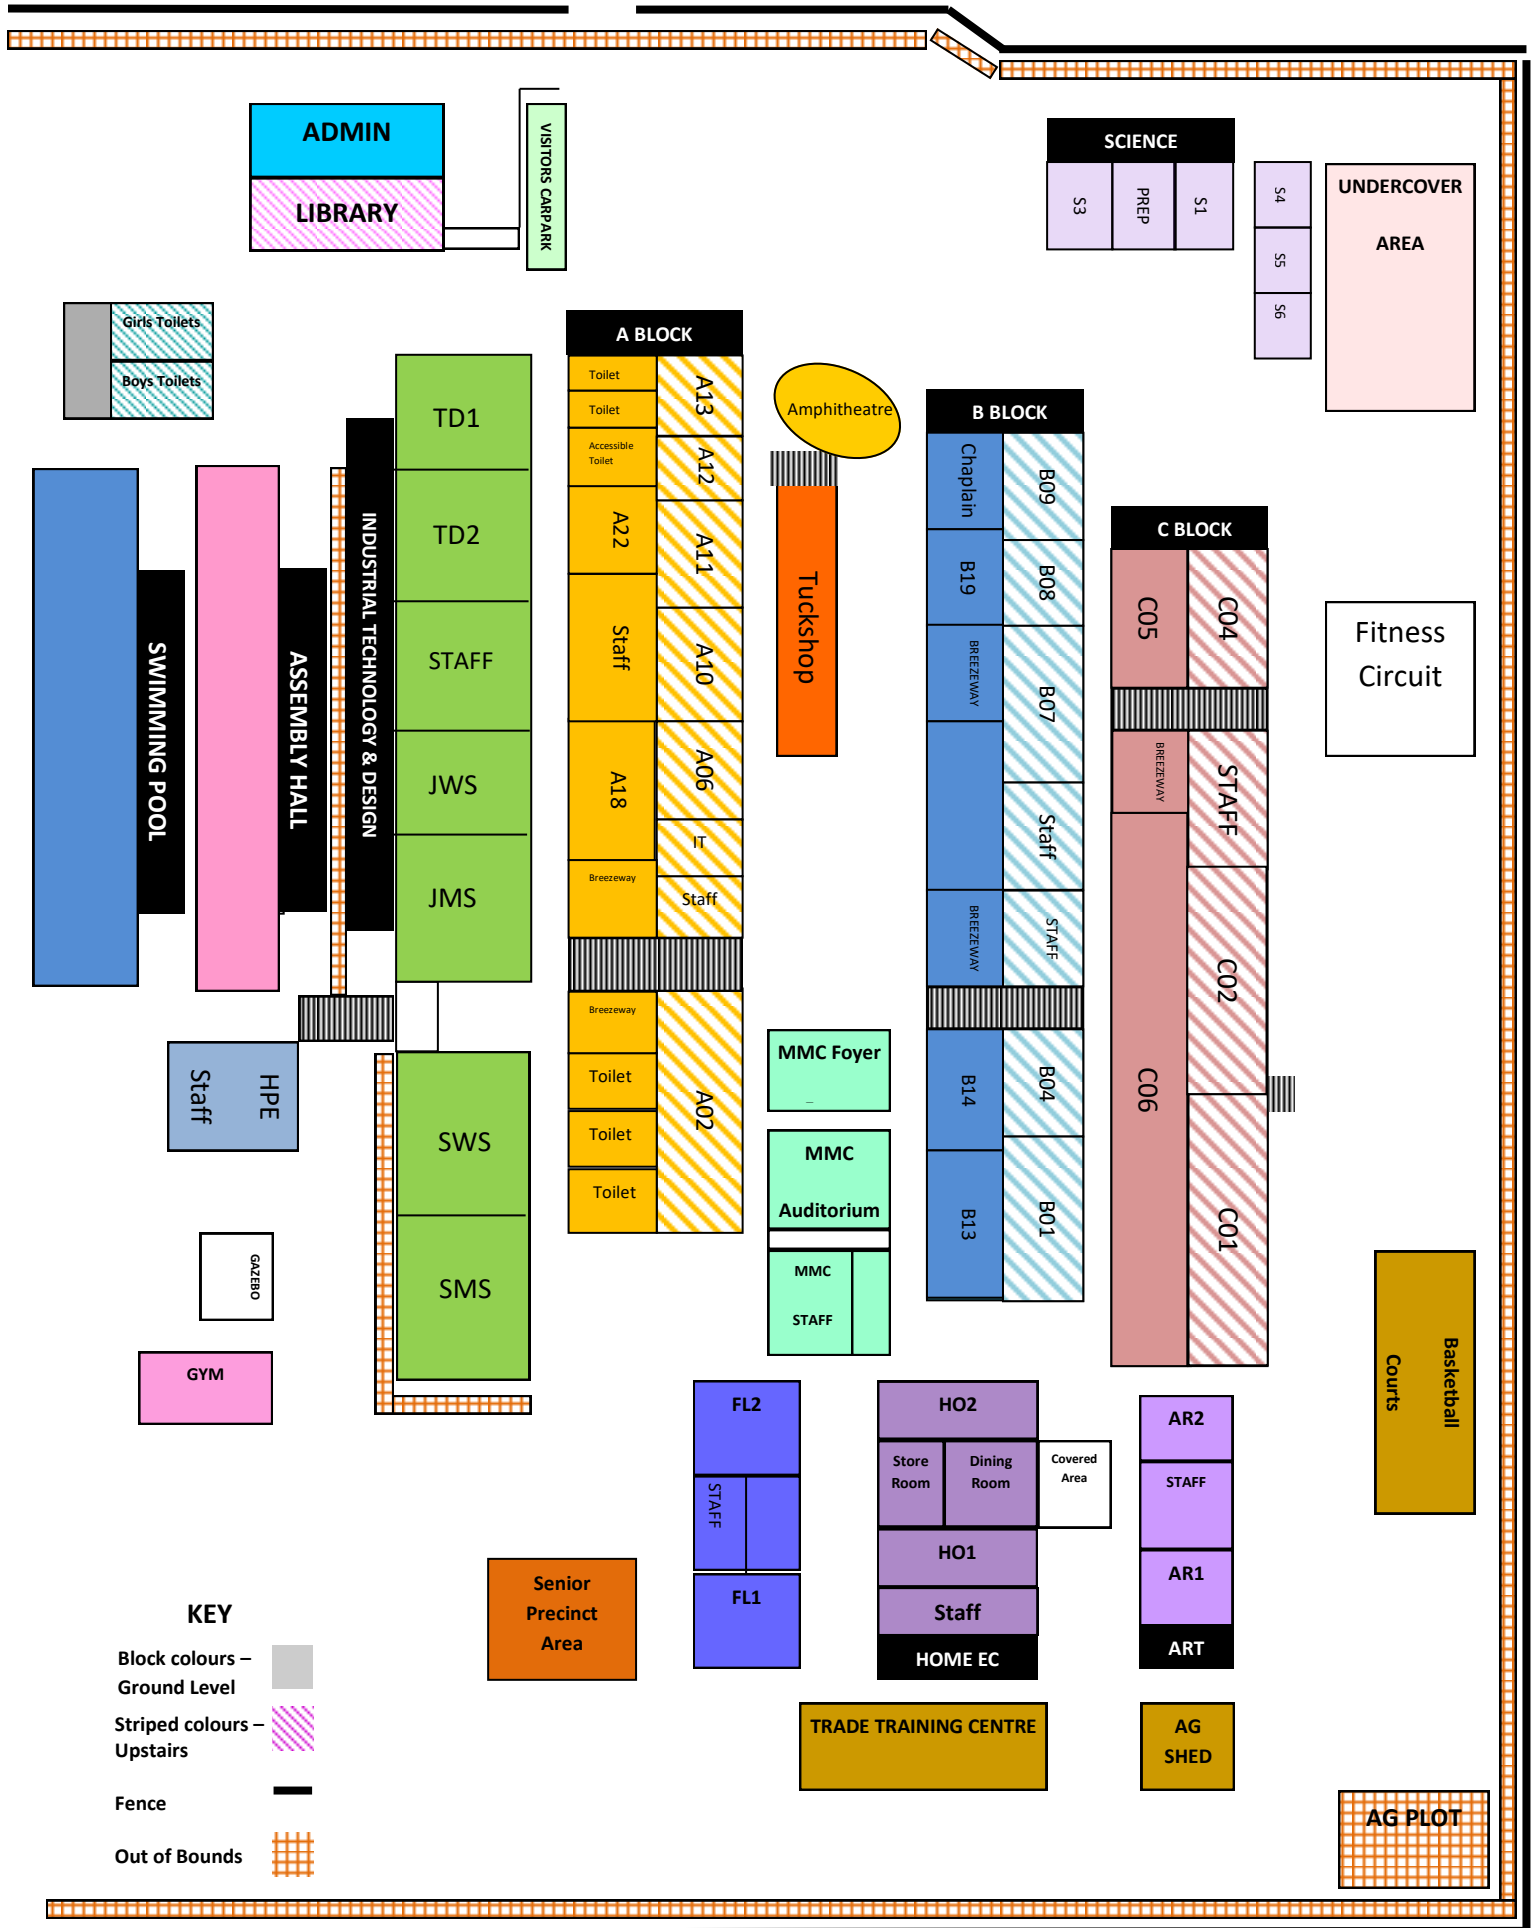 ADMIN
LIBRARY
VISITORS CARPARK
SCIENCE
S3
PREP
S1
S4
S5
S6
UNDERCOVER
AREA
Girls Toilets
Boys Toilets
SWIMMING POOL
ASSEMBLY HALL
INDUSTRIAL TECHNOLOGY & DESIGN
TD1
TD2
STAFF
JWS
JMS
SWS
SMS
A BLOCK
Toilet
Toilet
Accessible
Toilet
A22
Staff
A18
Breezeway
Breezeway
Toilet
Toilet
Toilet
A13
A12
A11
A10
A06
IT
Staff
A02
Amphitheatre
Tuckshop
B BLOCK
Chaplain
B19
BREEZEWAY
BREEZEWAY
B14
B13
B09
B08
B07
Staff
STAFF
B04
B01
C BLOCK
C05
BREEZEWAY
C06
C04
STAFF
C02
C01
Fitness
Circuit
MMC Foyer
MMC
Auditorium
MMC
STAFF
HPE
Staff
GAZEBO
GYM
Basketball
Courts
FL2
STAFF
FL1
HO2
Store
Room
Dining
Room
Covered
Area
HO1
Staff
HOME EC
AR2
STAFF
AR1
ART
Senior
Precinct
Area
TRADE TRAINING CENTRE
AG
SHED
AG PLOT
KEY
Block colours –
Ground Level
Striped colours –
Upstairs
Fence
Out of Bounds